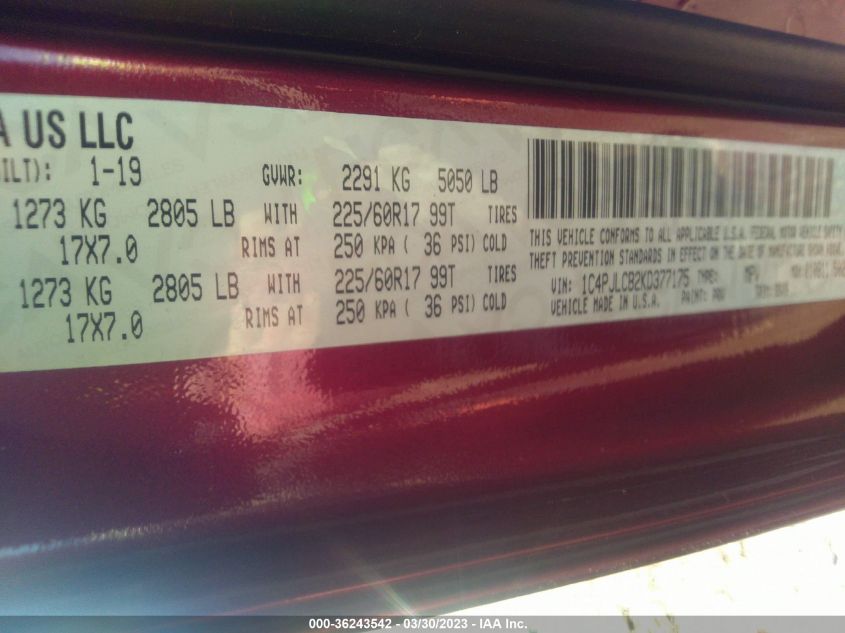 A US LLC
ILT): 1-19 GVWR: 2291 KG 5050 LB
1273 KG 2805 LB WITH 225/60R17 99T TIRES
17X7.0 RIMS AT 250 KPA ( 36 PSI) COLD
1273 KG 2805 LB WITH 225/60R17 99T TIRES
17X7.0 RIMS AT 250 KPA ( 36 PSI) COLD
THIS VEHICLE CONFORMS TO ALL APPLICABLE U.S.A. FEDERAL MOTOR VEHICLE SAFETY
THEFT PREVENTION STANDARDS IN EFFECT ON THE DATE OF MANUFACTURE SHOWN ABOVE
VIN: 1C4PJLCB2KD377175 TYPE: MPV
VEHICLE MADE IN U.S.A. PAINT:
000-36243542 - 03/30/2023 - IAA Inc.